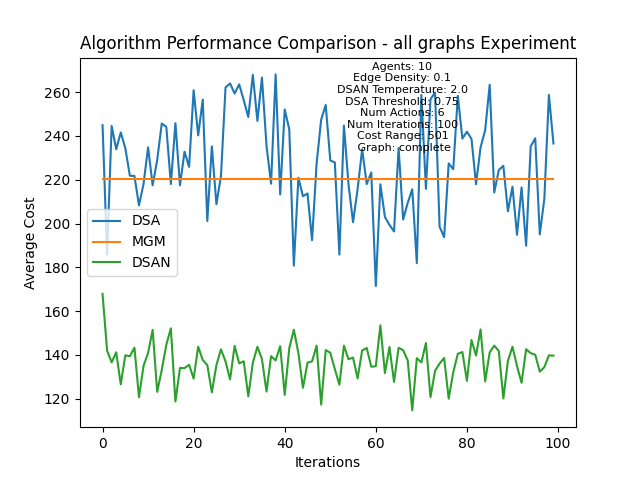 Algorithm Performance Comparison - all graphs Experiment
Agents: 10
Edge Density: 0.1
DSAN Temperature: 2.0
DSA Threshold: 0.75
Num Actions: 6
Num Iterations: 100
Cost Range: 501
Graph: complete
Average Cost
260
240
220
200
180
160
140
120
DSA
MGM
DSAN
0 20 40 60 80 100
Iterations